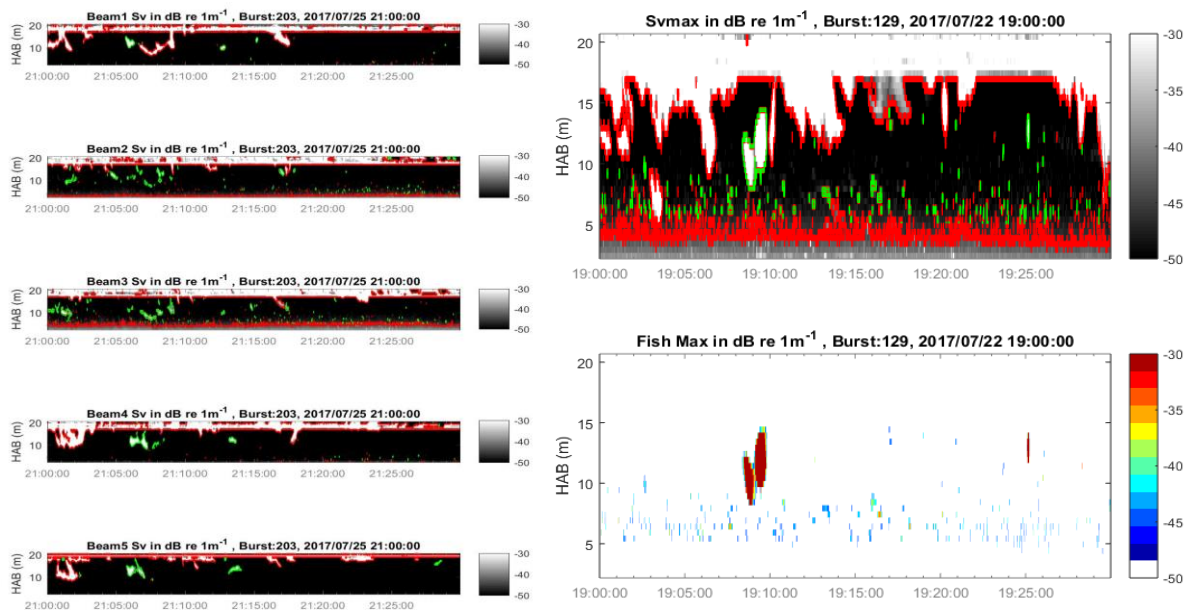 Beam1 Sv in dB re 1m-1 , Burst:203, 2017/07/25 21:00:00
HAB (m)
20
10
-30
-40
-50
21:00:00 21:05:00 21:10:00 21:15:00 21:20:00 21:25:00
Beam2 Sv in dB re 1m-1 , Burst:203, 2017/07/25 21:00:00
HAB (m)
20
10
-30
-40
-50
21:00:00 21:05:00 21:10:00 21:15:00 21:20:00 21:25:00
Beam3 Sv in dB re 1m-1 , Burst:203, 2017/07/25 21:00:00
HAB (m)
20
10
-30
-40
-50
21:00:00 21:05:00 21:10:00 21:15:00 21:20:00 21:25:00
Beam4 Sv in dB re 1m-1 , Burst:203, 2017/07/25 21:00:00
HAB (m)
20
10
-30
-40
-50
21:00:00 21:05:00 21:10:00 21:15:00 21:20:00 21:25:00
Beam5 Sv in dB re 1m-1 , Burst:203, 2017/07/25 21:00:00
HAB (m)
20
10
-30
-40
-50
21:00:00 21:05:00 21:10:00 21:15:00 21:20:00 21:25:00
Svmax in dB re 1m-1 , Burst:129, 2017/07/22 19:00:00
HAB (m)
20
15
10
5
-30
-35
-40
-45
-50
19:00:00 19:05:00 19:10:00 19:15:00 19:20:00 19:25:00
Fish Max in dB re 1m-1 , Burst:129, 2017/07/22 19:00:00
HAB (m)
20
15
10
5
-30
-35
-40
-45
-50
19:00:00 19:05:00 19:10:00 19:15:00 19:20:00 19:25:00